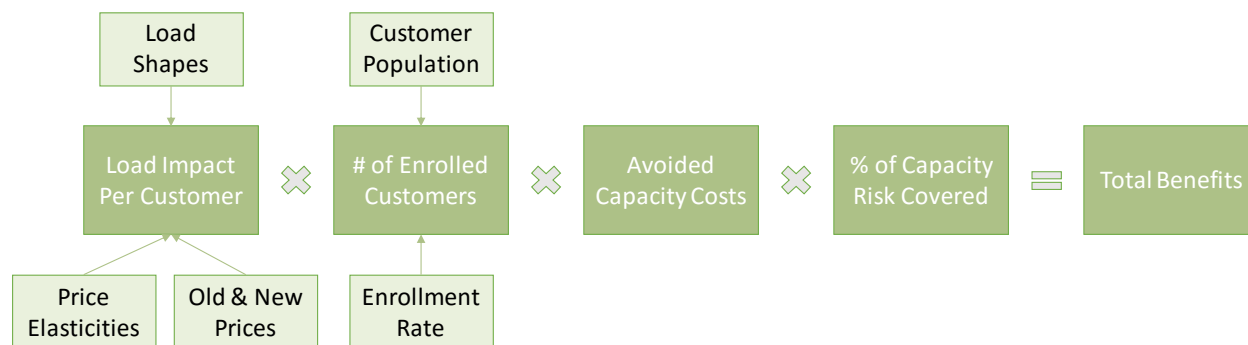 Load
Shapes
Customer
Population
Load Impact
Per Customer
# of Enrolled
Customers
Avoided
Capacity Costs
% of Capacity
Risk Covered
Total Benefits
Price
Elasticities
Old & New
Prices
Enrollment
Rate